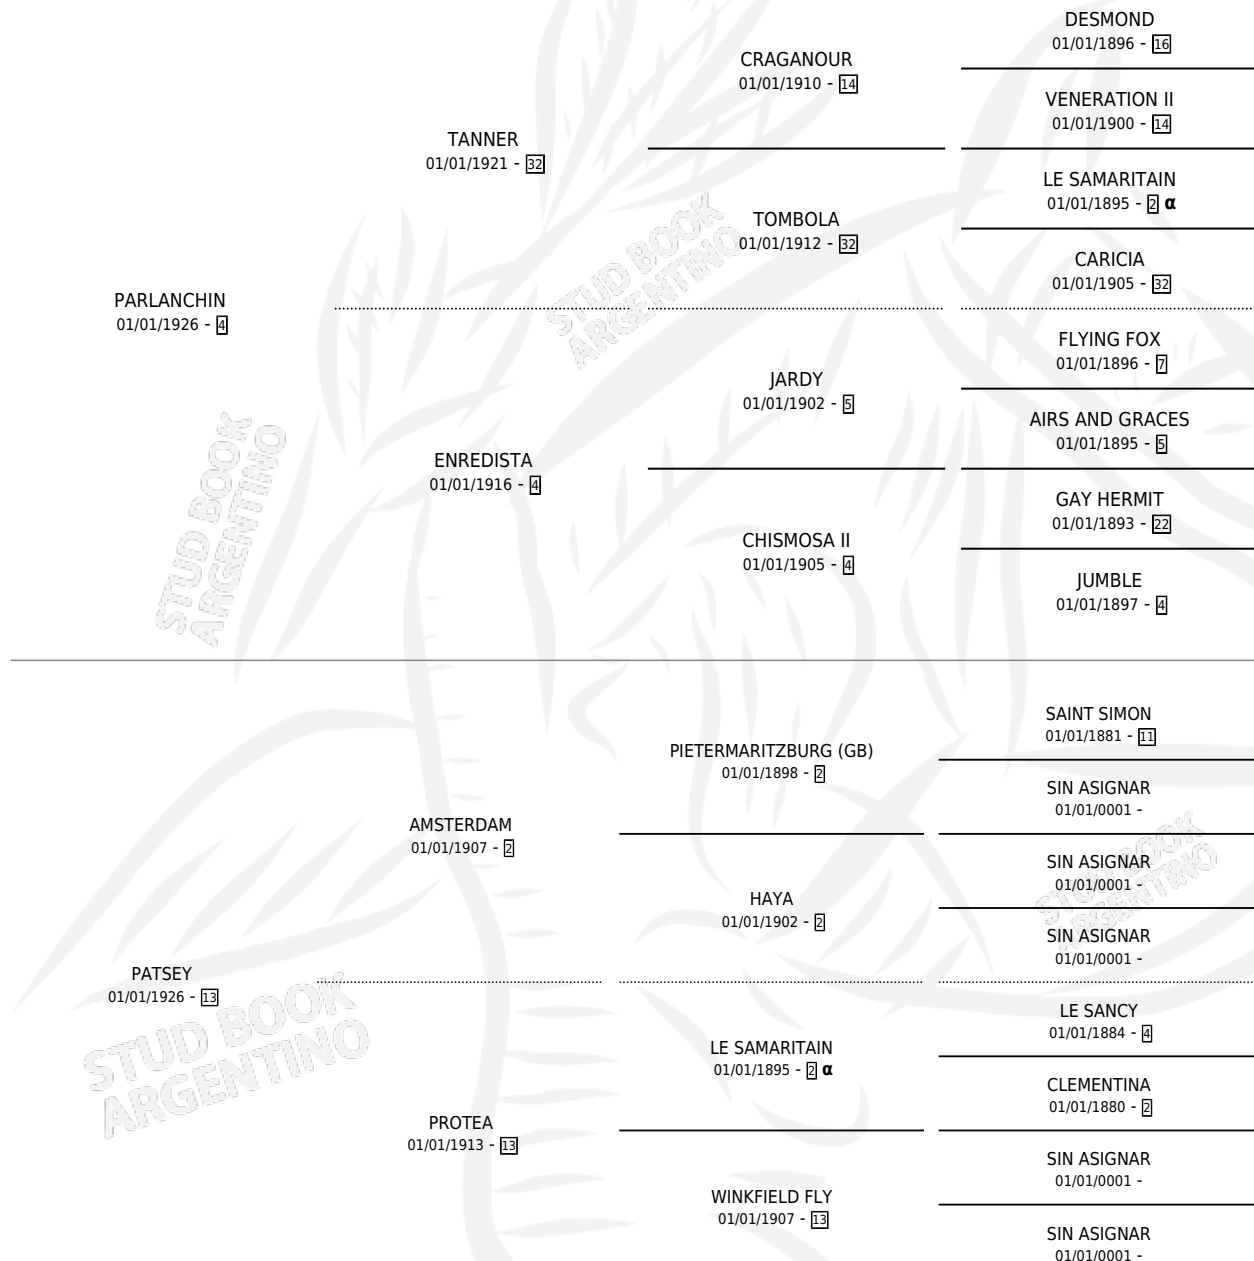 DESMOND
01/01/1896 - 16
CRAGANOUR
01/01/1910 - 14
VENERATION II
01/01/1900 - 14
TANNER
01/01/1921 - 32
LE SAMARITAIN
01/01/1895 - 2 α
TOMBOLA
01/01/1912 - 32
CARICIA
01/01/1905 - 32
PARLANCHIN
01/01/1926 - 4
STUD BOOK
ARGENTINO
FLYING FOX
01/01/1896 - 7
JARDY
01/01/1902 - 5
AIRS AND GRACES
01/01/1895 - 5
ENREDISTA
01/01/1916 - 4
GAY HERMIT
01/01/1893 - 22
CHISMOSA II
01/01/1905 - 4
JUMBLE
01/01/1897 - 4
STUD BOOK
ARGENTINO
SAINT SIMON
01/01/1881 - 11
PIETERMARITZBURG (GB)
01/01/1898 - 2
SIN ASIGNAR
01/01/0001 -
AMSTERDAM
01/01/1907 - 2
SIN ASIGNAR
01/01/0001 -
HAYA
01/01/1902 - 2
SIN ASIGNAR
01/01/0001 -
STUD BOOK
ARGENTINO
PATSEY
01/01/1926 - 13
STUD BOOK
ARGENTINO
LE SANCY
01/01/1884 - 4
LE SAMARITAIN
01/01/1895 - 2 α
CLEMENTINA
01/01/1880 - 2
PROTEA
01/01/1913 - 13
SIN ASIGNAR
01/01/0001 -
WINKFIELD FLY
01/01/1907 - 13
SIN ASIGNAR
01/01/0001 -